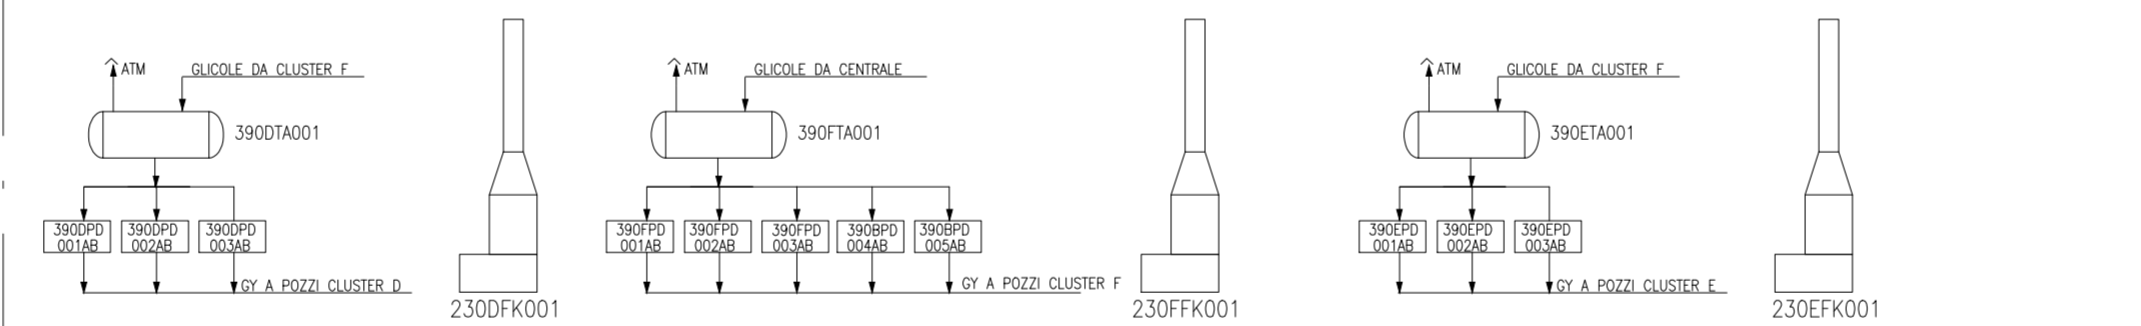 ATM
GLICOLE DA CLUSTER F
390DTA001
390DPD
001AB
390DPD
002AB
390DPD
003AB
GY A POZZI CLUSTER D
230DFK001
ATM
GLICOLE DA CENTRALE
390FTA001
390FPD
001AB
390FPD
002AB
390FPD
003AB
390BPD
004AB
390BPD
005AB
GY A POZZI CLUSTER F
230FFK001
ATM
GLICOLE DA CLUSTER F
390ETA001
390EPD
001AB
390EPD
002AB
390EPD
003AB
GY A POZZI CLUSTER E
230EFK001